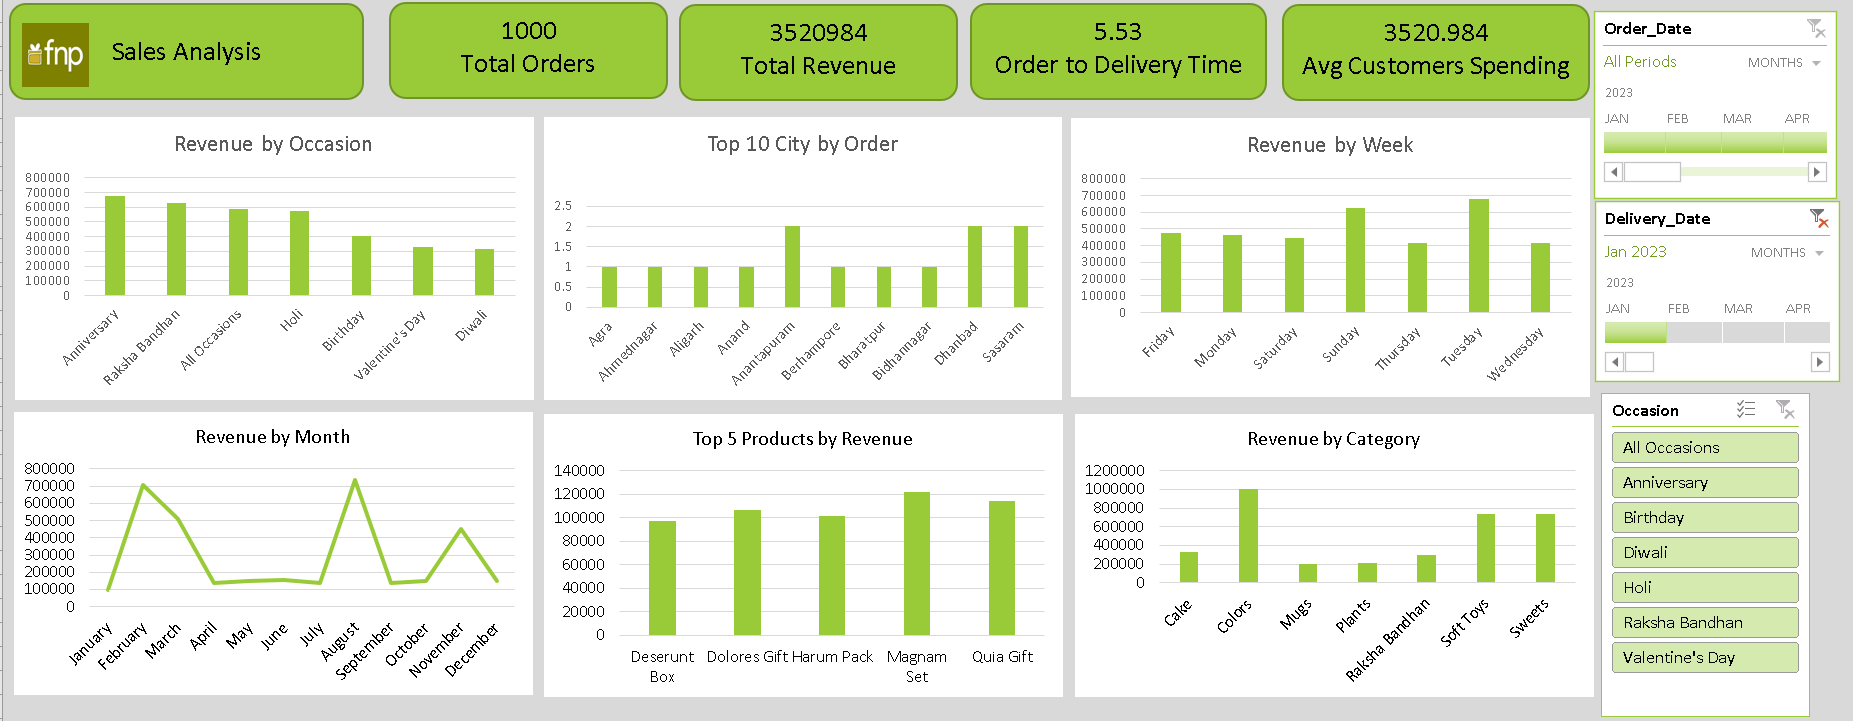 fnp
Sales Analysis
1000
Total Orders
3520984
Total Revenue
5.53
Order to Delivery Time
3520.984
Avg Customers Spending
Revenue by Occasion
800000
700000
600000
500000
400000
300000
200000
100000
0
Anniversary
Raksha Bandhan
All Occasions
Holi
Birthday
Valentine's Day
Diwali
Top 10 City by Order
2.5
2
1.5
1
0.5
0
Agra
Ahmednagar
Aligarh
Anand
Anantapuram
Berhampore
Bharatpur
Bidhannagar
Dhanbad
Sasaram
Revenue by Week
800000
700000
600000
500000
400000
300000
200000
100000
0
Friday
Monday
Saturday
Sunday
Thursday
Tuesday
Wednesday
Revenue by Month
800000
700000
600000
500000
400000
300000
200000
100000
0
January
February
March
April
May
June
July
August
September
October
November
December
Top 5 Products by Revenue
140000
120000
100000
80000
60000
40000
20000
0
Deserunt
Box
Dolores Gift
Harum Pack
Magnam
Set
Quia Gift
Revenue by Category
1200000
1000000
800000
600000
400000
200000
0
Cake
Colors
Mugs
Plants
Raksha Bandhan
Soft Toys
Sweets
Order_Date
All Periods MONTHS
2023
JAN FEB MAR APR
Delivery_Date
Jan 2023 MONTHS
2023
JAN FEB MAR APR
Occasion
All Occasions
Anniversary
Birthday
Diwali
Holi
Raksha Bandhan
Valentine's Day